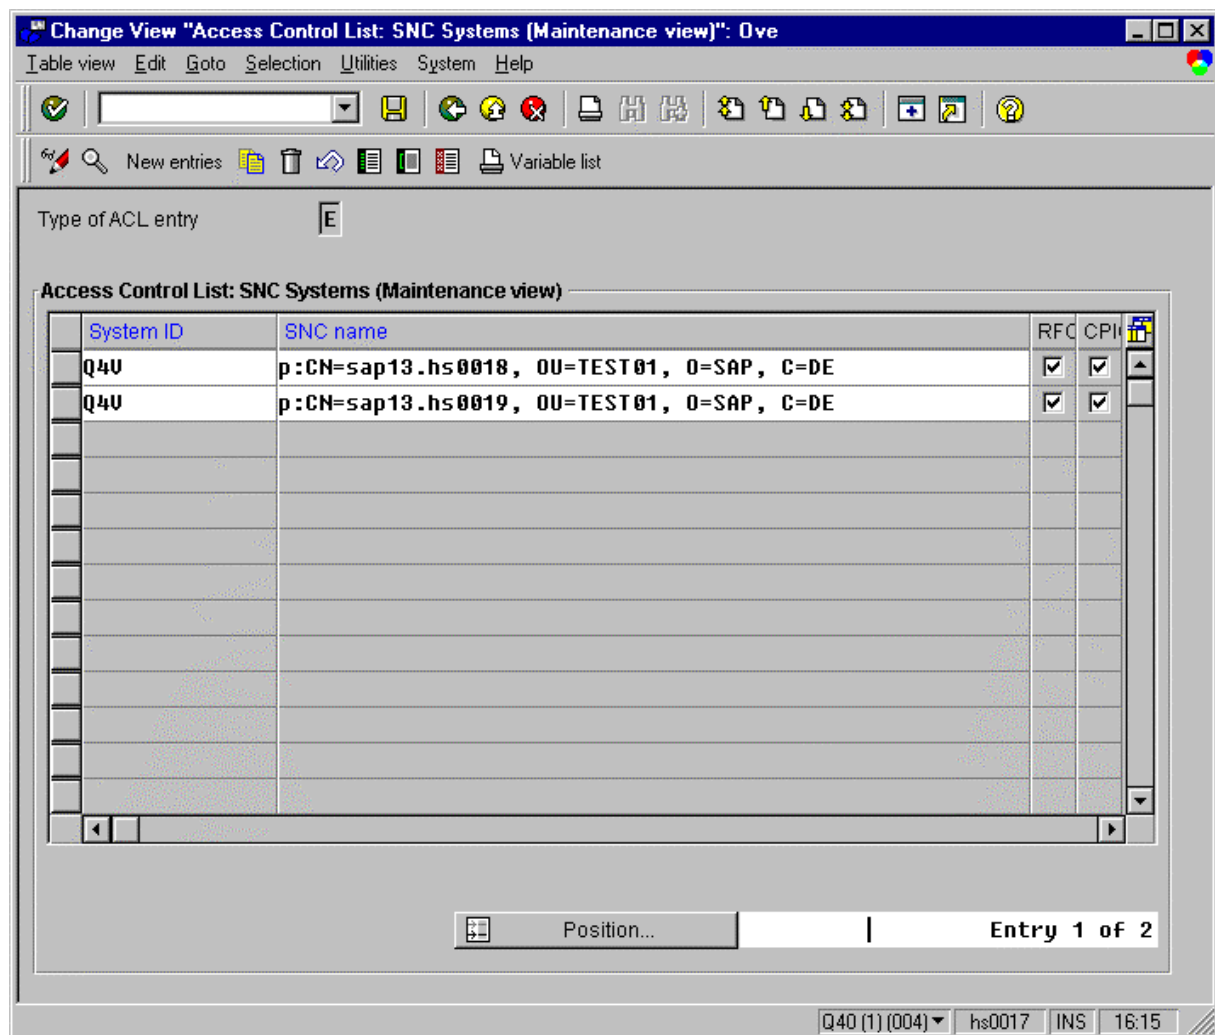 Change View "Access Control List: SNC Systems (Maintenance view)": Ove
Table view Edit Goto Selection Utilities System Help
New entries Variable list
Type of ACL entry E
Access Control List: SNC Systems (Maintenance view)
System ID SNC name RFC CPI
Q4V p:CN=sap13.hs0018, OU=TEST01, O=SAP, C=DE
Q4V p:CN=sap13.hs0019, OU=TEST01, O=SAP, C=DE
Position... Entry 1 of 2
Q40 (1) (004) hs0017 INS 16:15